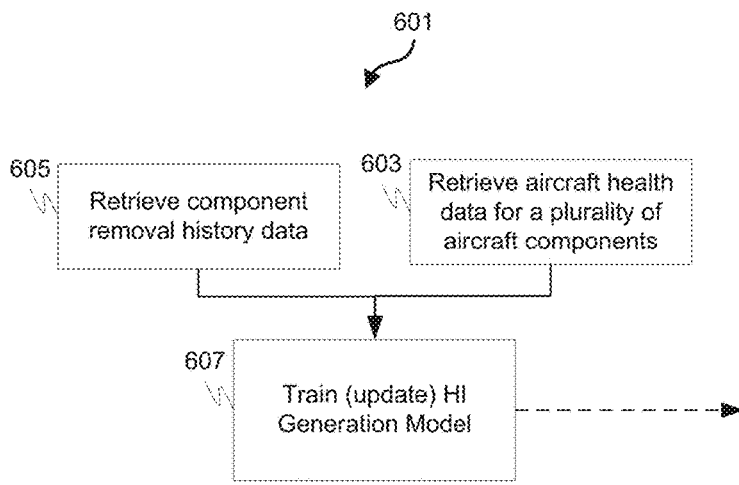 601
605
Retrieve component
removal history data
603
Retrieve aircraft health
data for a plurality of
aircraft components
607
Train (update) HI
Generation Model